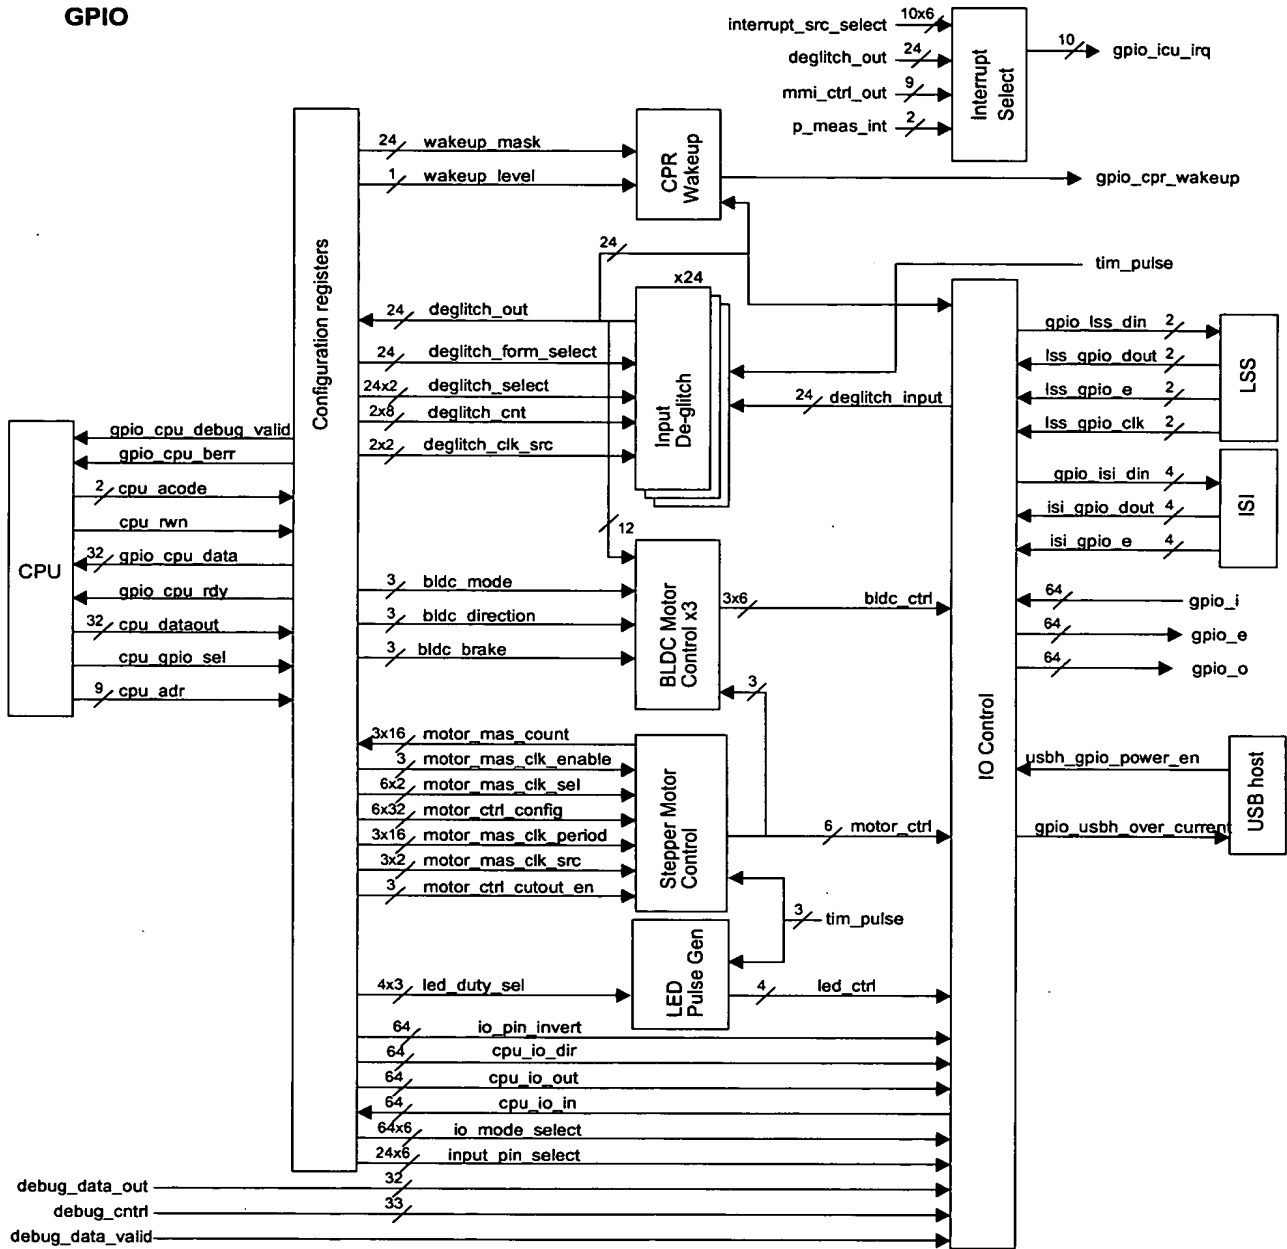 GPIO
interrupt_src_select 10x6
deglitch_out 24
mmi_ctrl_out 9
p_meas_int 2
Interrupt
Select
10 gpio_icu_irq
Configuration registers
24 wakeup_mask
1 wakeup_level
CPR
Wakeup
gpio_cpr_wakeup
24
tim_pulse
x24
24 deglitch_out
24 deglitch_form_select
24x2 deglitch_select
2x8 deglitch_cnt
2x2 deglitch_clk_src
Input
De-glitch
24 deglitch_input
12
CPU
gpio_cpu_debug_valid
gpio_cpu_berr
2 cpu_acode
cpu_rwn
32 gpio_cpu_data
gpio_cpu_rdy
32 cpu_dataout
cpu_gpio_sel
9 cpu_adr
3 bldc_mode
3 bldc_direction
3 bldc_brake
BLDC Motor
Control x3
3x6 bldc_ctrl
3
3x16 motor_mas_count
3 motor_mas_clk_enable
6x2 motor_mas_clk_sel
6x32 motor_ctrl_config
3x16 motor_mas_clk_period
3x2 motor_mas_clk_src
3 motor_ctrl_cutout_en
Stepper Motor
Control
6 motor_ctrl
3 tim_pulse
4x3 led_duty_sel
LED
Pulse Gen
4 led_ctrl
64 io_pin_invert
64 cpu_io_dir
64 cpu_io_out
64 cpu_io_in
64x6 io_mode_select
24x6 input_pin_select
debug_data_out 32
debug_cntrl 33
debug_data_valid
IO Control
gpio_lss_din 2
lss_gpio_dout 2
lss_gpio_e 2
lss_gpio_clk 2
LSS
gpio_isi_din 4
isi_gpio_dout 4
isi_gpio_e 4
ISI
64 gpio_i
64 gpio_e
64 gpio_o
usbh_gpio_power_en
gpio_usbh_over_current
USB host